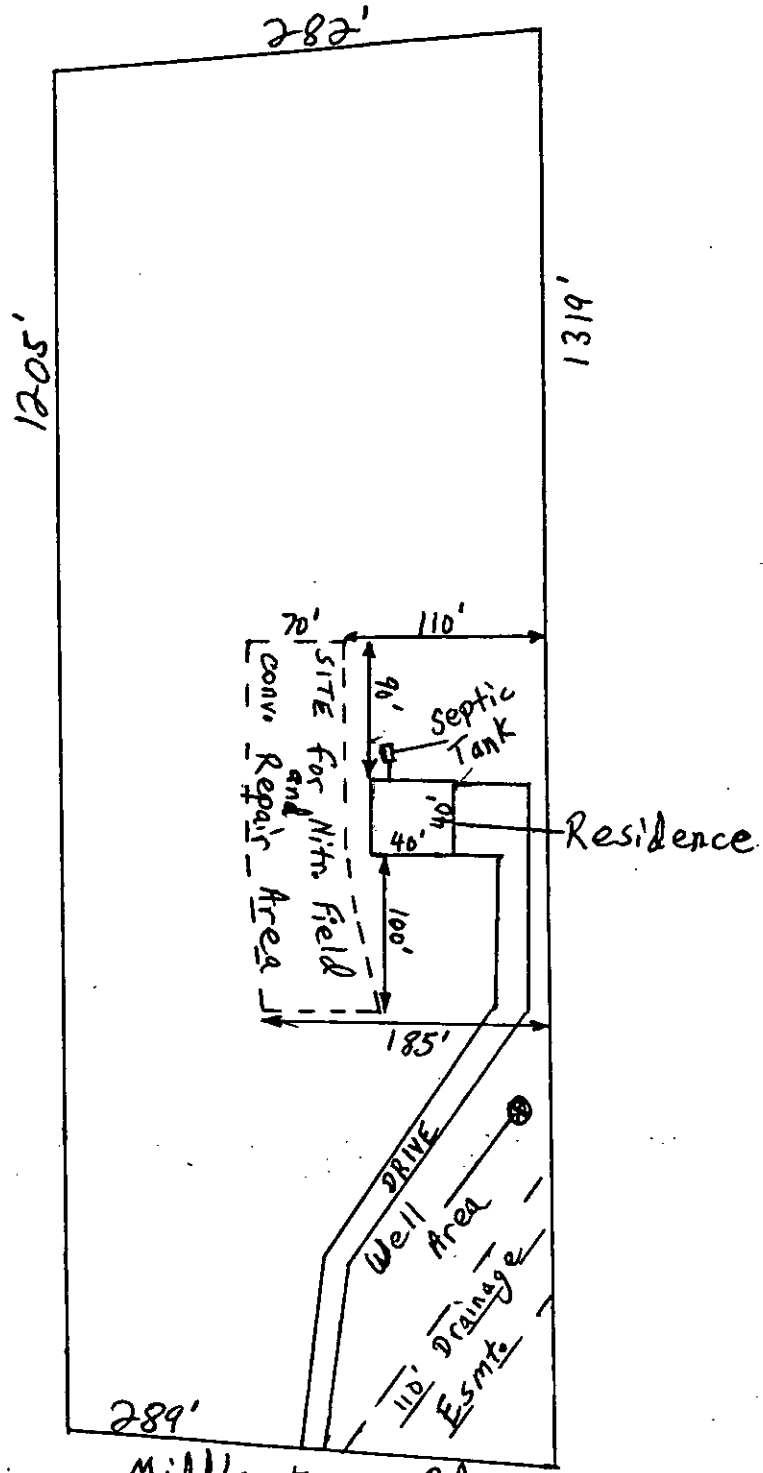 282'
1205'
1319'
70'
110'
90'
SITE for Nitr. Field
and
Conv. Repair Area
Septic
Tank
40'
40'
Residence
100'
185'
DRIVE
Well
Area
110' Drainage
Esmt.
289'